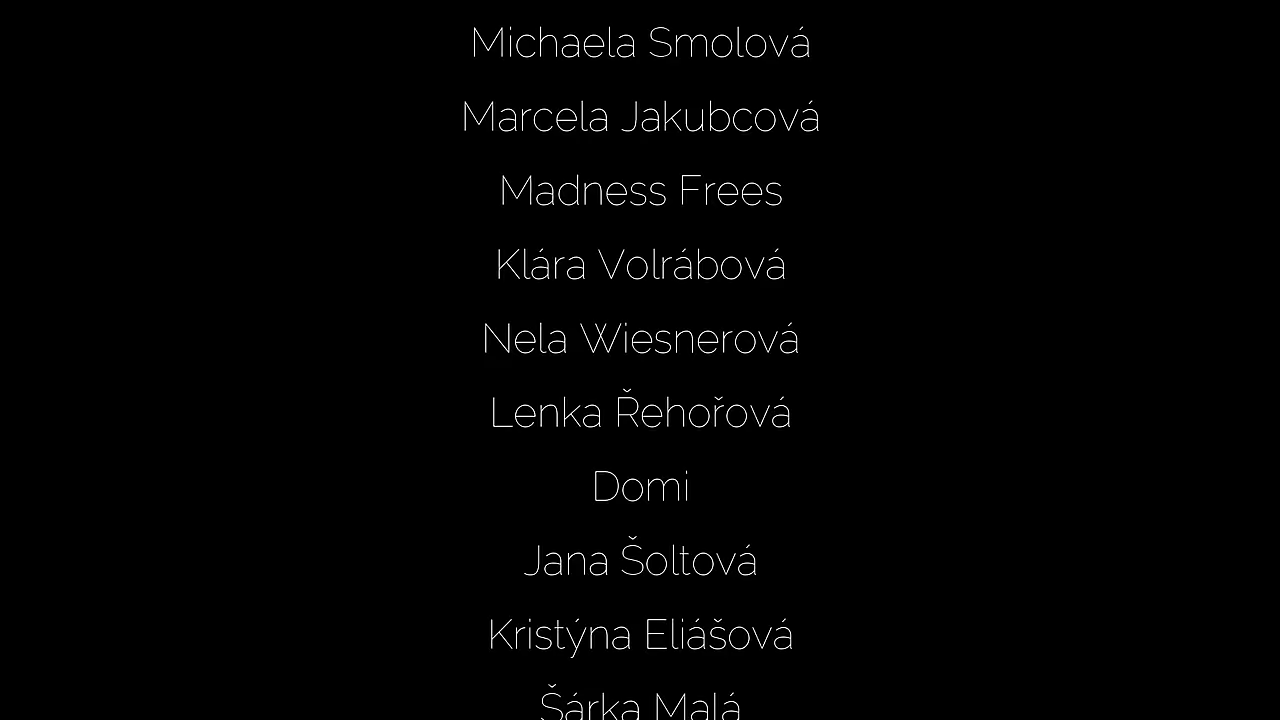 Michaela Smolová
Marcela Jakubcová
Madness Frees
Klára Volrábová
Nela Wiesnerová
Lenka Řehořová
Domi
Jana Šoltová
Kristýna Eliášová
Šárka Malá